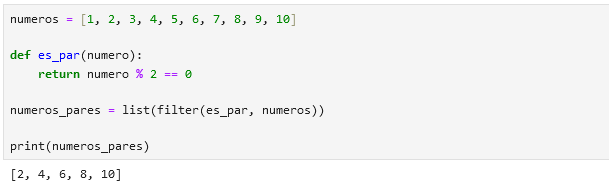 numeros = [1, 2, 3, 4, 5, 6, 7, 8, 9, 10]
def es_par(numero):
    return numero % 2 == 0
numeros_pares = list(filter(es_par, numeros))
print(numeros_pares)
[2, 4, 6, 8, 10]